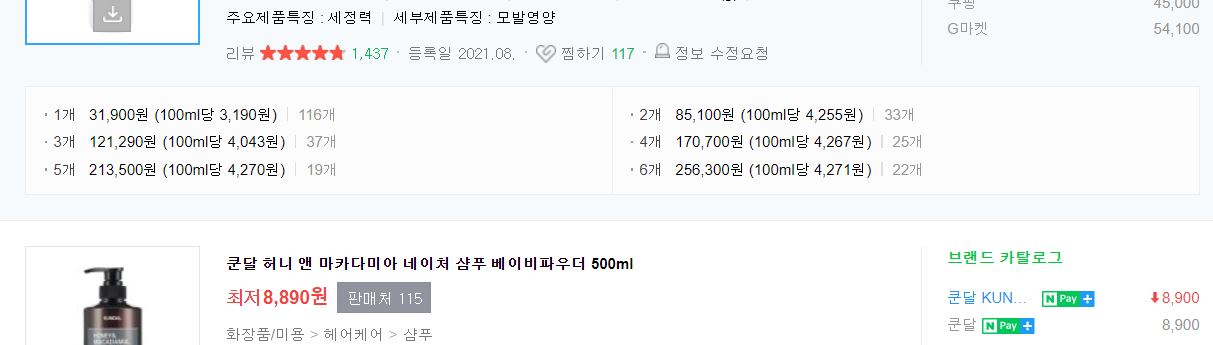 쿠팡 45,000
주요제품특징 : 세정력 | 세부제품특징 : 모발영양
G마켓 54,100
리뷰 ★★★★★ 1,437 · 등록일 2021.08. · 찜하기 117 · 정보 수정요청
· 1개 31,900원 (100ml당 3,190원) | 116개
· 2개 85,100원 (100ml당 4,255원) | 33개
· 3개 121,290원 (100ml당 4,043원) | 37개
· 4개 170,700원 (100ml당 4,267원) | 25개
· 5개 213,500원 (100ml당 4,270원) | 19개
· 6개 256,300원 (100ml당 4,271원) | 22개
쿤달 허니 앤 마카다미아 네이처 샴푸 베이비파우더 500ml
최저 8,890원 판매처 115
화장품/미용 > 헤어케어 > 샴푸
KUNDAL
HONEY &
MACADAMIA
브랜드 카탈로그
쿤달 KUN... N Pay + 8,900
쿤달 N Pay + 8,900